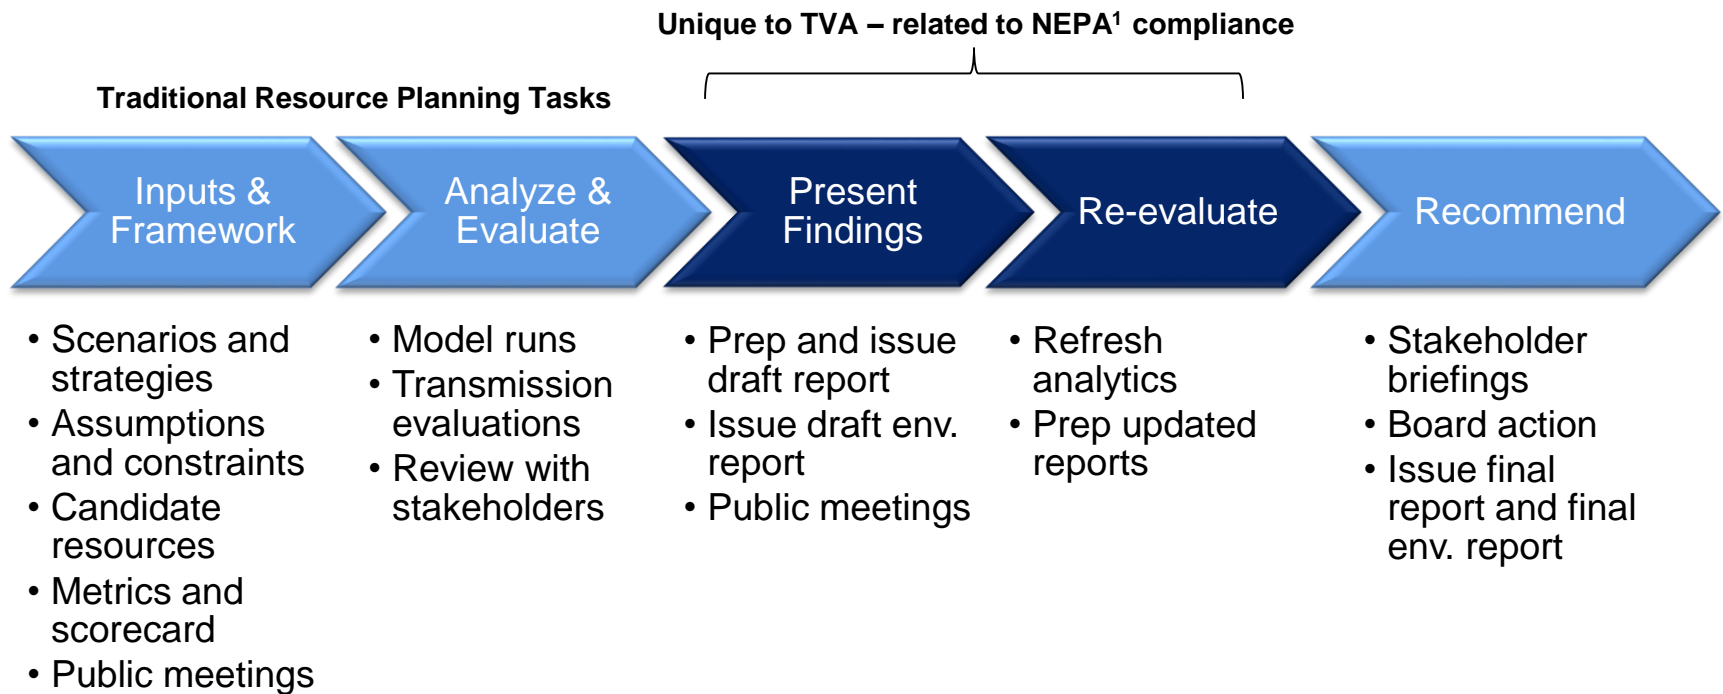 Unique to TVA – related to NEPA¹ compliance
Traditional Resource Planning Tasks
Inputs &
Framework
Analyze &
Evaluate
Present
Findings
Re-evaluate
Recommend
• Scenarios and
strategies
• Assumptions
and constraints
• Candidate
resources
• Metrics and
scorecard
• Public meetings
• Model runs
• Transmission
evaluations
• Review with
stakeholders
• Prep and issue
draft report
• Issue draft env.
report
• Public meetings
• Refresh
analytics
• Prep updated
reports
• Stakeholder
briefings
• Board action
• Issue final
report and final
env. report